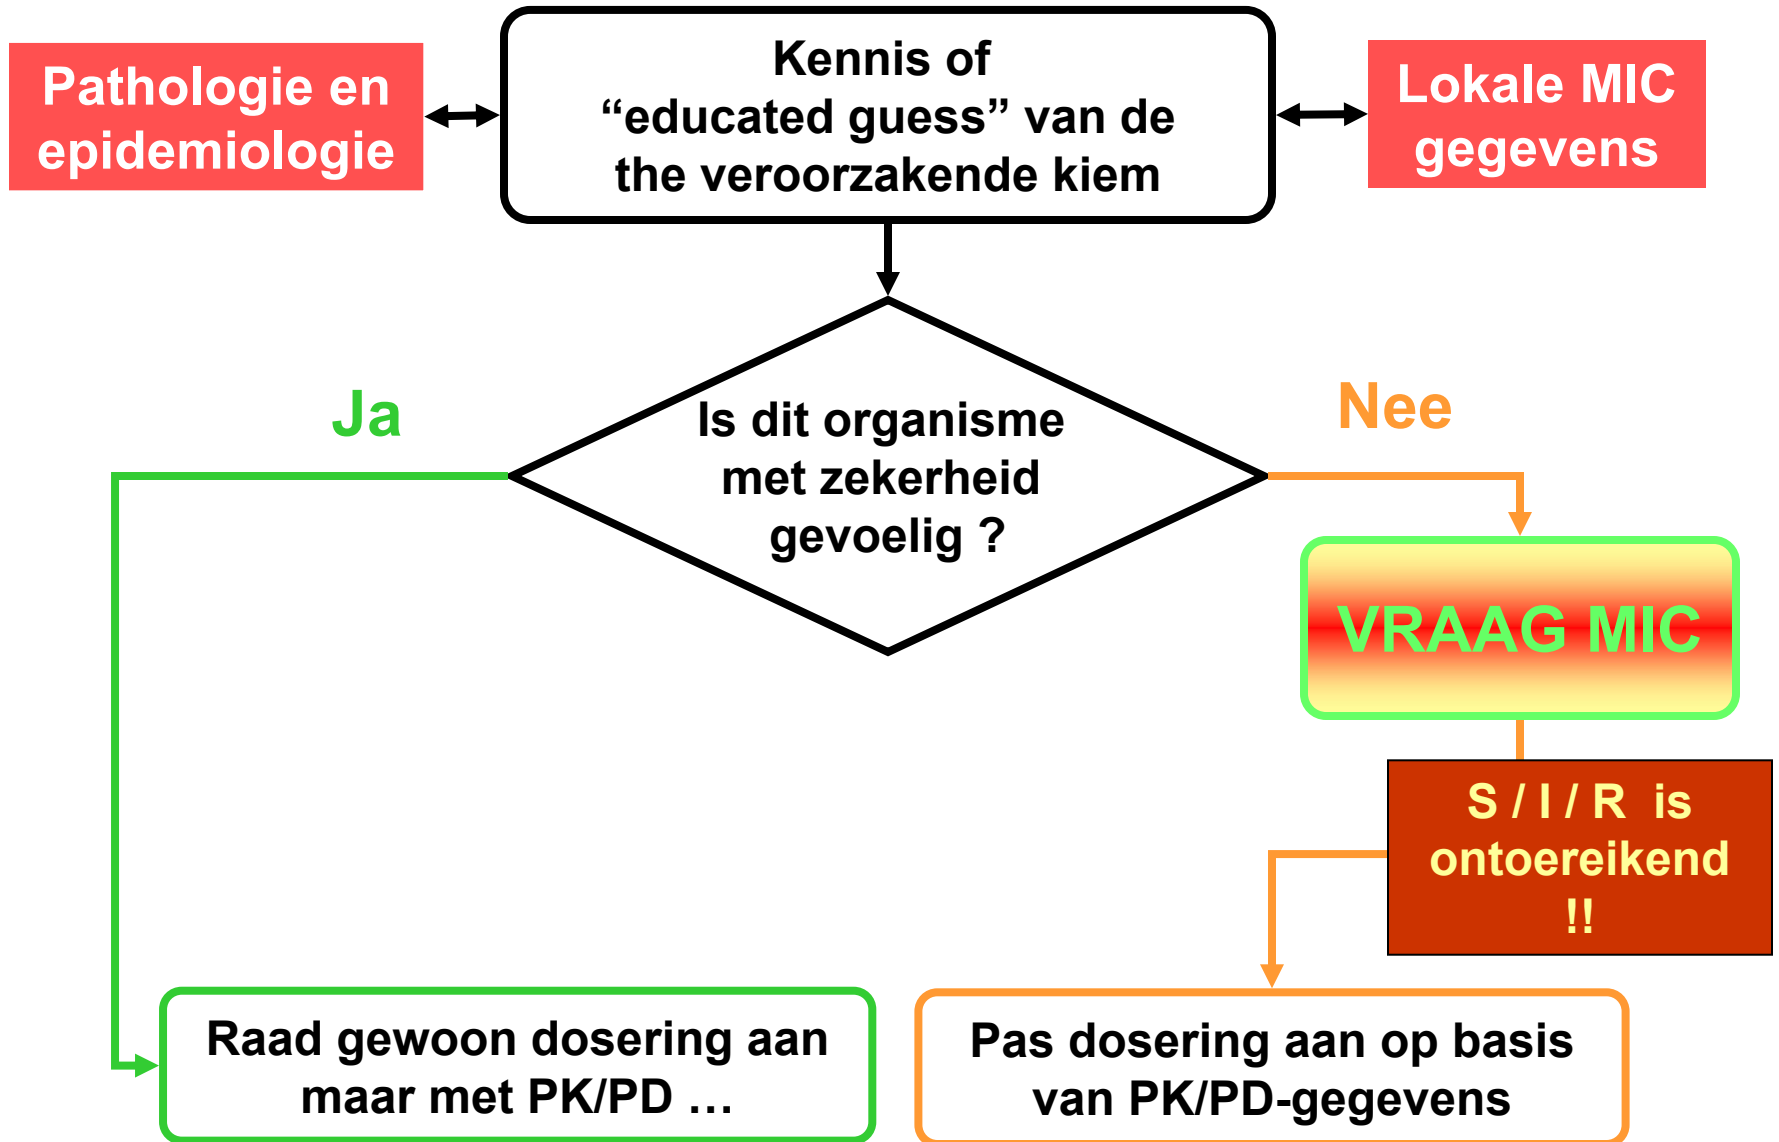 Pathologie en
epidemiologie
Kennis of
“educated guess” van de
the veroorzakende kiem
Lokale MIC
gegevens
Ja
Is dit organisme
met zekerheid
gevoelig ?
Nee
VRAAG MIC
S / I / R is
ontoereikend
!!
Raad gewoon dosering aan
maar met PK/PD …
Pas dosering aan op basis
van PK/PD-gegevens